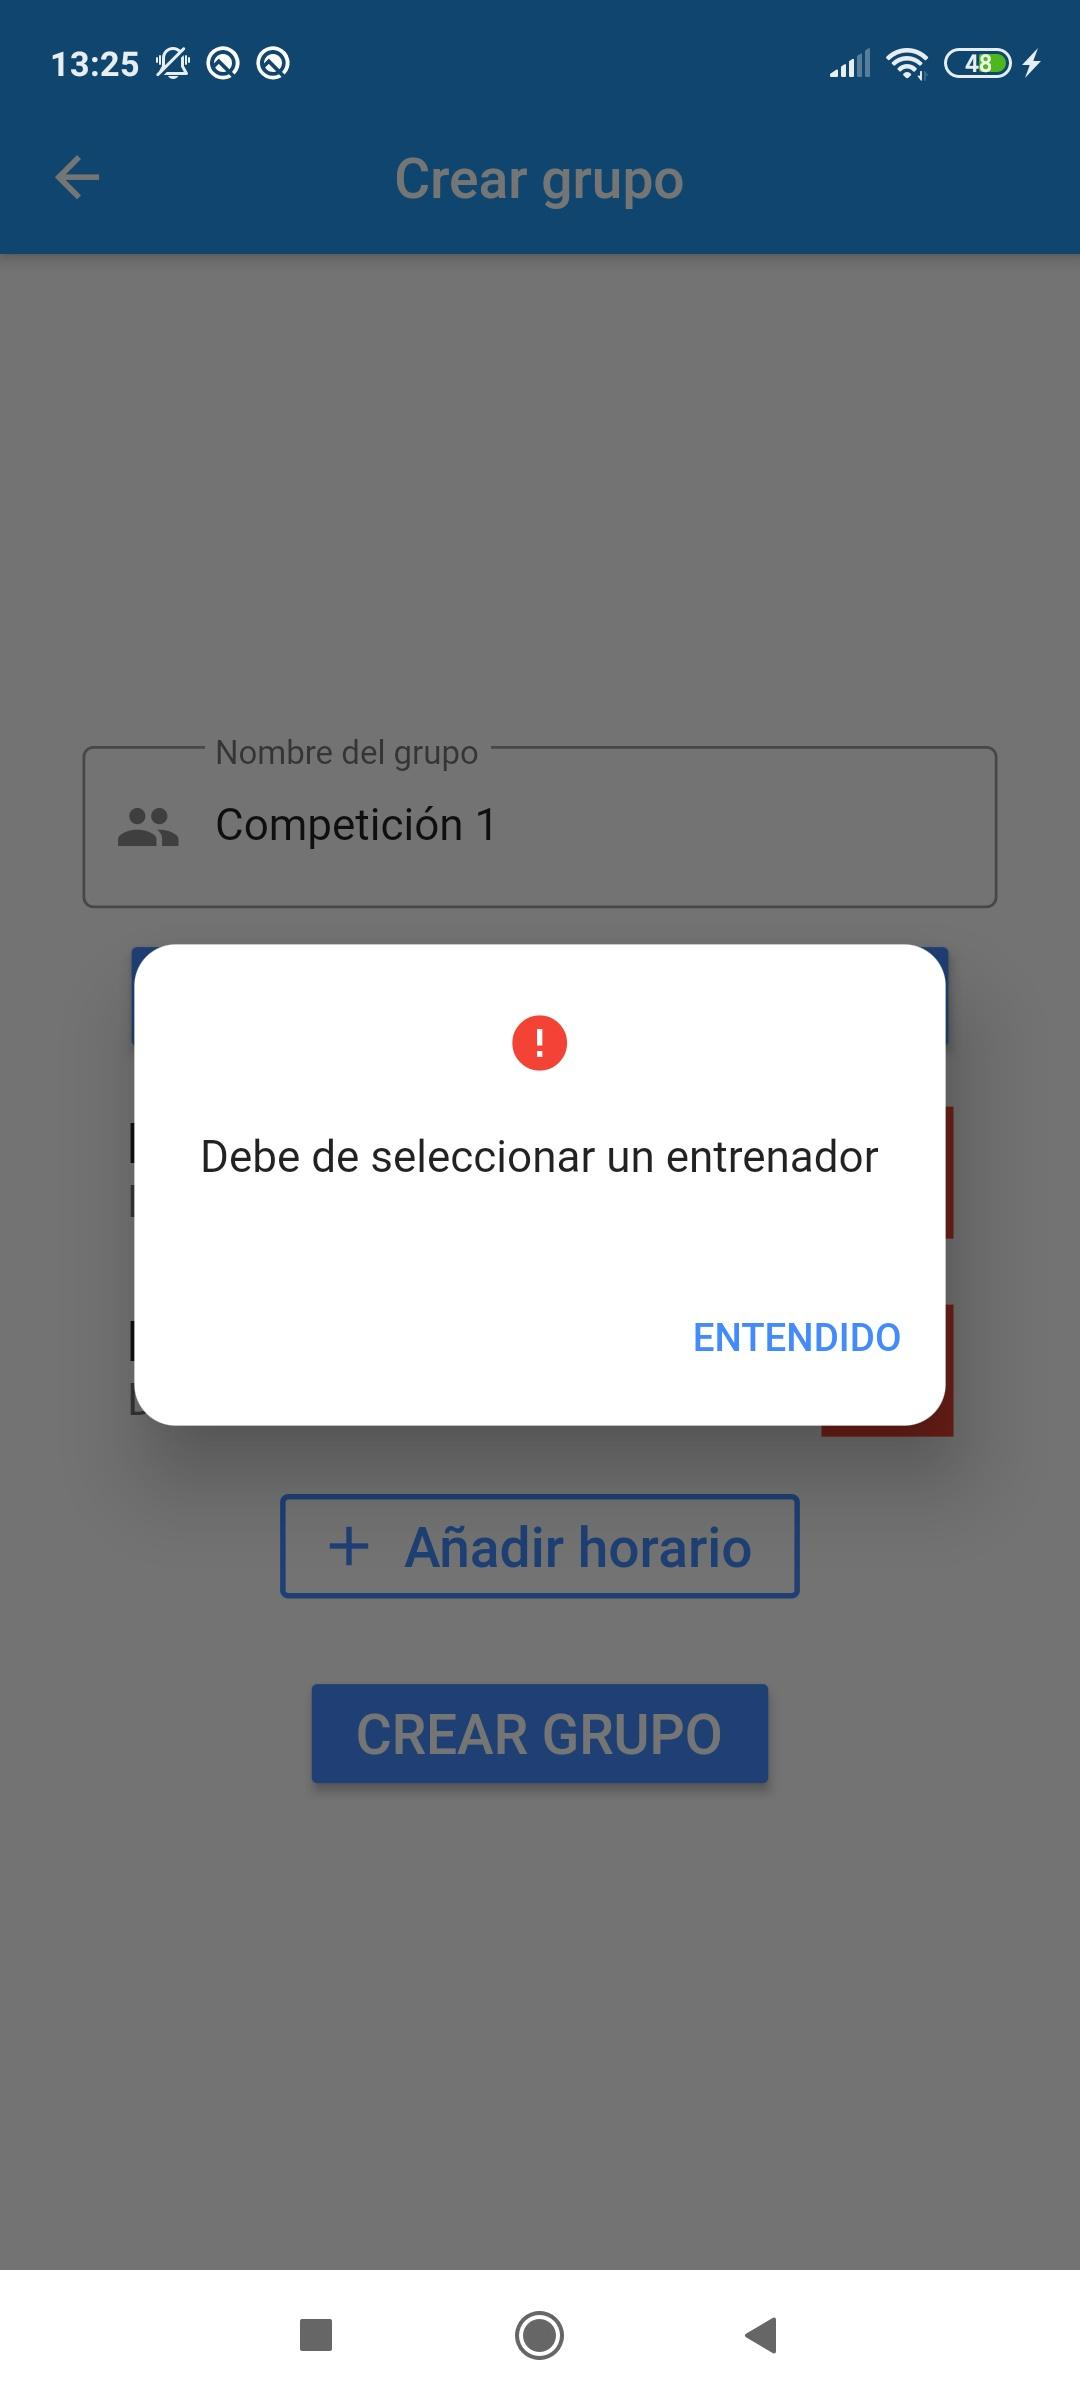 13:25
48
Crear grupo
Nombre del grupo
Competición 1
Debe de seleccionar un entrenador
ENTENDIDO
Añadir horario
CREAR GRUPO